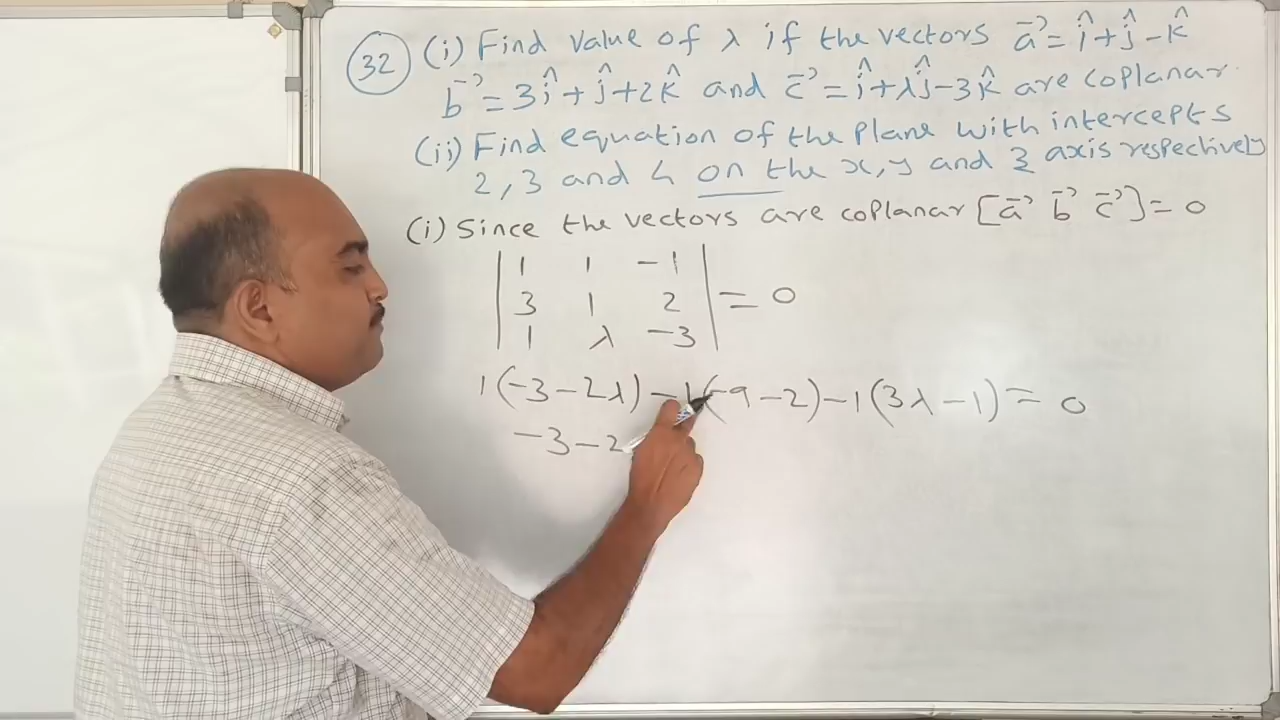 32 (i) Find value of λ if the vectors a⃗ = î + ĵ - k̂
b⃗ = 3î + ĵ + 2k̂ and c⃗ = î + λĵ - 3k̂ are coplanar.
(ii) Find equation of the plane with intercepts
2, 3 and 4 on the x, y and z axis respectively
(i) Since the vectors are coplanar [a⃗ b⃗ c⃗] = 0
| 1 1 -1 |
| 3 1 2 | = 0
| 1 λ -3 |
1(-3 - 2λ) - 1(-9 - 2) - 1(3λ - 1) = 0
-3 - 2